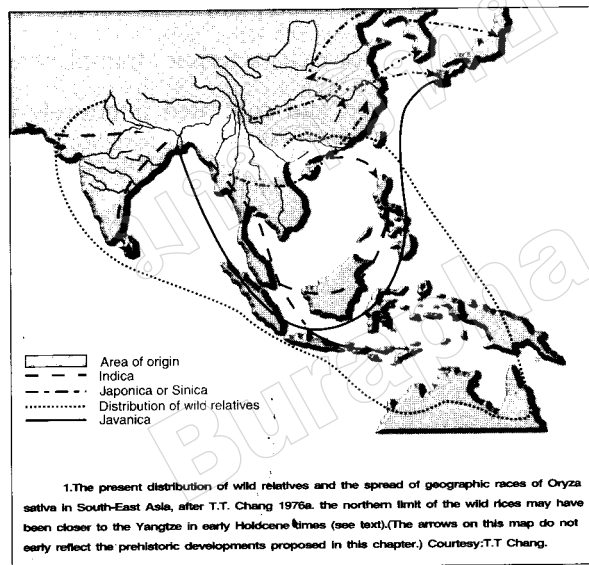 Area of origin
Indica
Japonica or Sinica
Distribution of wild relatives
Javanica
1.The present distribution of wild relatives and the spread of geographic races of Oryza
sativa in South-East Asia, after T.T. Chang 1976a. the northern limit of the wild rices may have
been closer to the Yangtze in early Holdcene times (see text).(The arrows on this map do not
early reflect the prehistoric developments proposed in this chapter.) Courtesy:T.T Chang.
Burapha